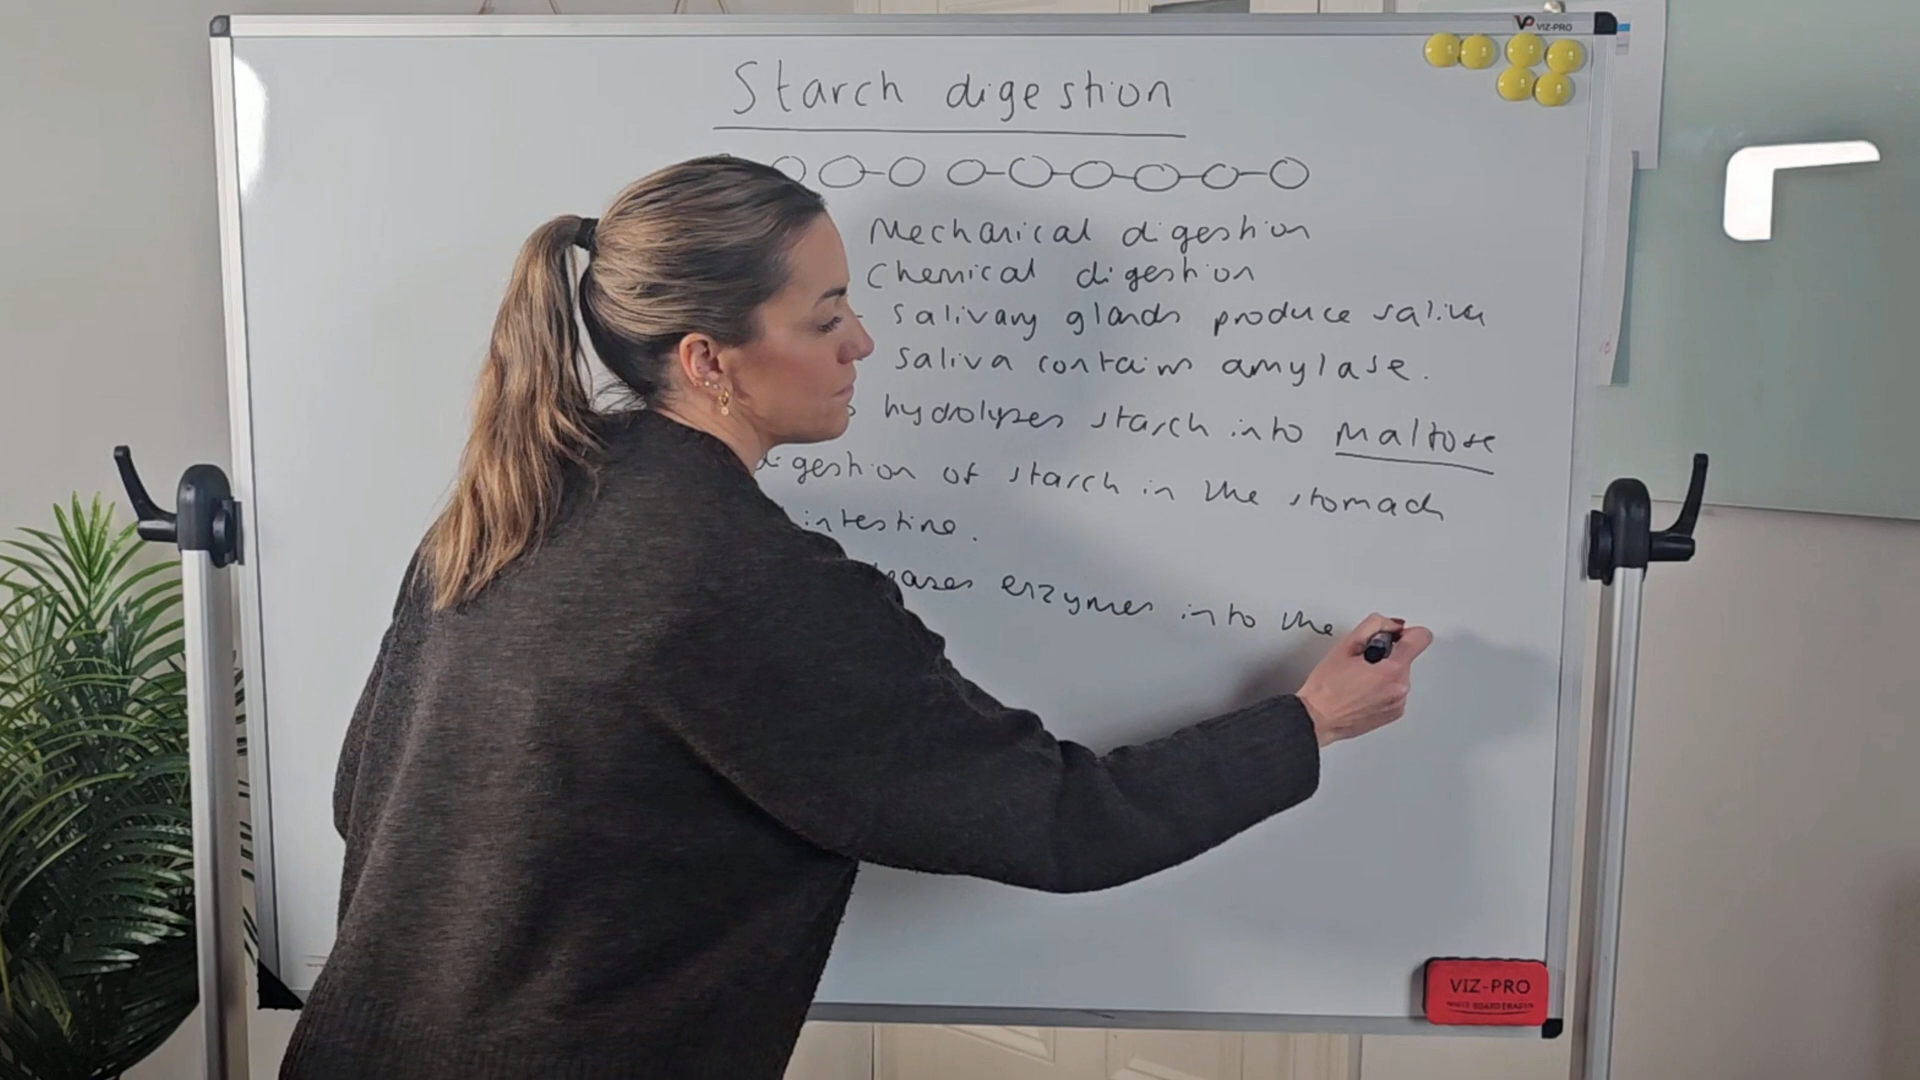 VIZ-PRO
Starch digestion
Mechanical digestion
Chemical digestion
- Salivary glands produce saliva
Saliva contains amylase.
hydrolyses starch into Maltose
digestion of starch in the stomach
intestine.
enzymes into the
VIZ-PRO